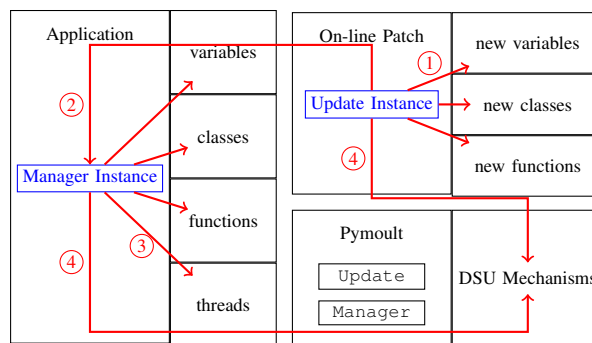 Application
variables
On-line Patch
new variables
①
②
Update Instance
new classes
classes
④
new functions
Manager Instance
functions
③
Pymoult
④
Update
DSU Mechanisms
threads
Manager